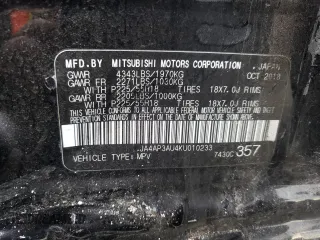 MFD.BY MITSUBISHI MOTORS CORPORATION . JAPAN
GVWR 4343LBS/1970KG OCT 2018
GAWR FR 2271LBS/1030KG
WITH P225/55R18 TIRES, 18X7.0J RIMS,
GAWR RR 2205LBS/1000KG
WITH P225/55R18 TIRES, 18X7.0J RIMS,
:JA4AP3AU4KU010233
VEHICLE TYPE:MPV 7430C 357